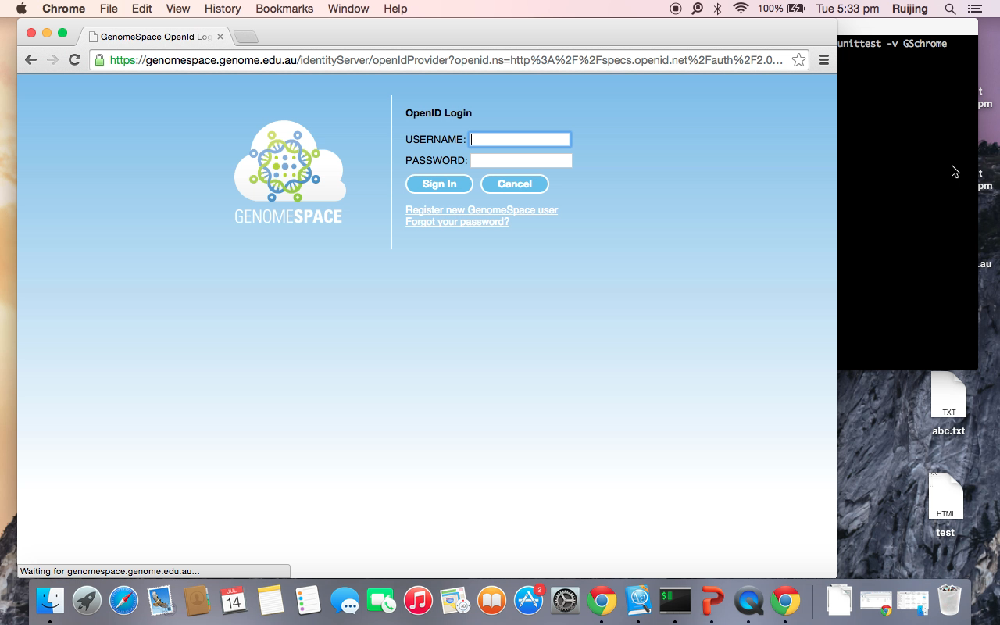 Chrome File Edit View History Bookmarks Window Help 100% Tue 5:33 pm Ruijing
GenomeSpace OpenId Log
unittest -v GSchrome
https://genomespace.genome.edu.au/identityServer/openIdProvider?openid.ns=http%3A%2F%2Fspecs.openid.net%2Fauth%2F2.0...
t
pm
OpenID Login
USERNAME:
PASSWORD:
t
Sign In Cancel
pm
Register new GenomeSpace user
GENOMESPACE
Forgot your password?
.au
TXT
abc.txt
HTML
test
Waiting for genomespace.genome.edu.au...
JUL
14
30
2
$